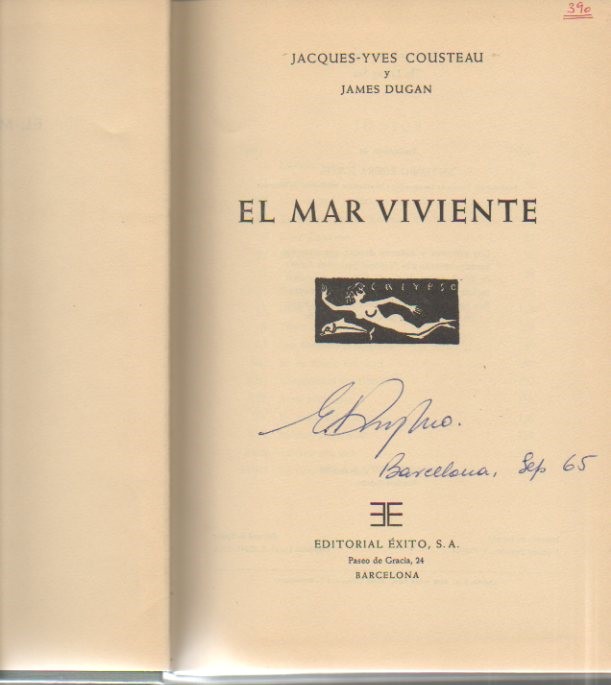 390
JACQUES-YVES COUSTEAU
y
JAMES DUGAN
EL MAR VIVIENTE
CALYPSO
Barcelona, Sep 65
EDITORIAL ÉXITO, S. A.
Paseo de Gracia, 24
BARCELONA